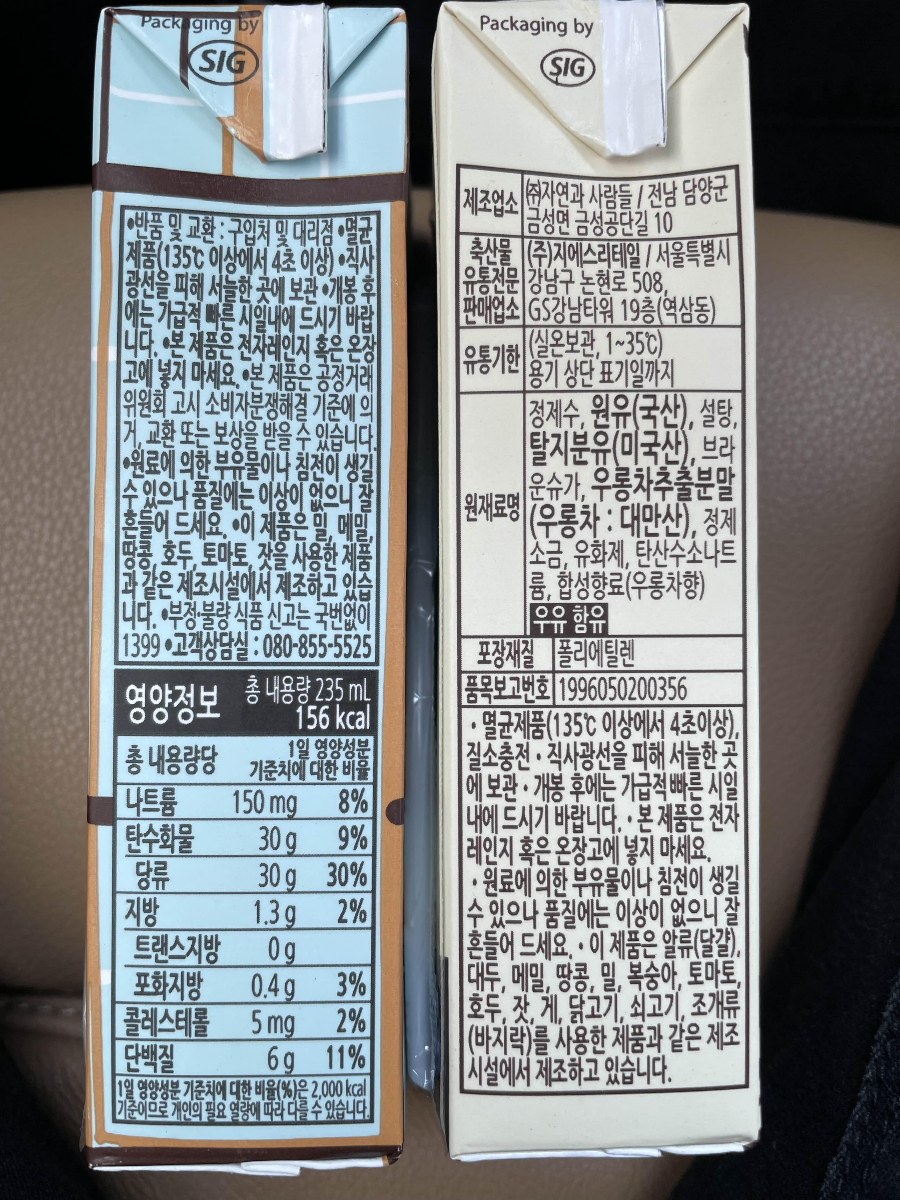 Packaging by
SIG
•반품 및 교환 : 구입처 및 대리점 •멸균
제품(135℃ 이상에서 4초 이상) •직사
광선을 피해 서늘한 곳에 보관 •개봉 후
에는 가급적 빠른 시일내에 드시기 바랍
니다. •본 제품은 전자레인지 혹은 온장
고에 넣지 마세요. •본 제품은 공정거래
위원회 고시 소비자분쟁해결 기준에 의
거, 교환 또는 보상을 받을 수 있습니다.
•원료에 의한 부유물이나 침전이 생길
수 있으나 품질에는 이상이 없으니 잘
흔들어 드세요. •이 제품은 밀, 메밀,
땅콩, 호두, 토마토, 잣을 사용한 제품
과 같은 제조시설에서 제조하고 있습
니다. •부정·불량 식품 신고는 국번없이
1399 •고객상담실 : 080-855-5525
영양정보 총 내용량 235 mL
156 kcal
총 내용량당 1일 영양성분
기준치에 대한 비율
나트륨 150 mg 8%
탄수화물 30 g 9%
당류 30 g 30%
지방 1.3 g 2%
트랜스지방 0 g
포화지방 0.4 g 3%
콜레스테롤 5 mg 2%
단백질 6 g 11%
1일 영양성분 기준치에 대한 비율(%)은 2,000 kcal
기준이므로 개인의 필요 열량에 따라 다를 수 있습니다.
Packaging by
SIG
제조업소 ㈜자연과 사람들 / 전남 담양군
금성면 금성공단길 10
축산물 (주)지에스리테일 / 서울특별시
유통전문 강남구 논현로 508,
판매업소 GS강남타워 19층(역삼동)
유통기한 (실온보관, 1~35℃)
용기 상단 표기일까지
원재료명 정제수, 원유(국산), 설탕,
탈지분유(미국산), 브라
운슈가, 우롱차추출분말
(우롱차 : 대만산), 정제
소금, 유화제, 탄산수소나트
륨, 합성향료(우롱차향)
우유 함유
포장재질 폴리에틸렌
품목보고번호 1996050200356
· 멸균제품(135℃ 이상에서 4초이상),
질소충전 · 직사광선을 피해 서늘한 곳
에 보관 · 개봉 후에는 가급적 빠른 시일
내에 드시기 바랍니다. · 본 제품은 전자
레인지 혹은 온장고에 넣지 마세요.
· 원료에 의한 부유물이나 침전이 생길
수 있으나 품질에는 이상이 없으니 잘
흔들어 드세요. · 이 제품은 알류(달걀),
대두, 메밀, 땅콩, 밀, 복숭아, 토마토,
호두, 잣, 게, 닭고기, 쇠고기, 조개류
(바지락)를 사용한 제품과 같은 제조
시설에서 제조하고 있습니다.